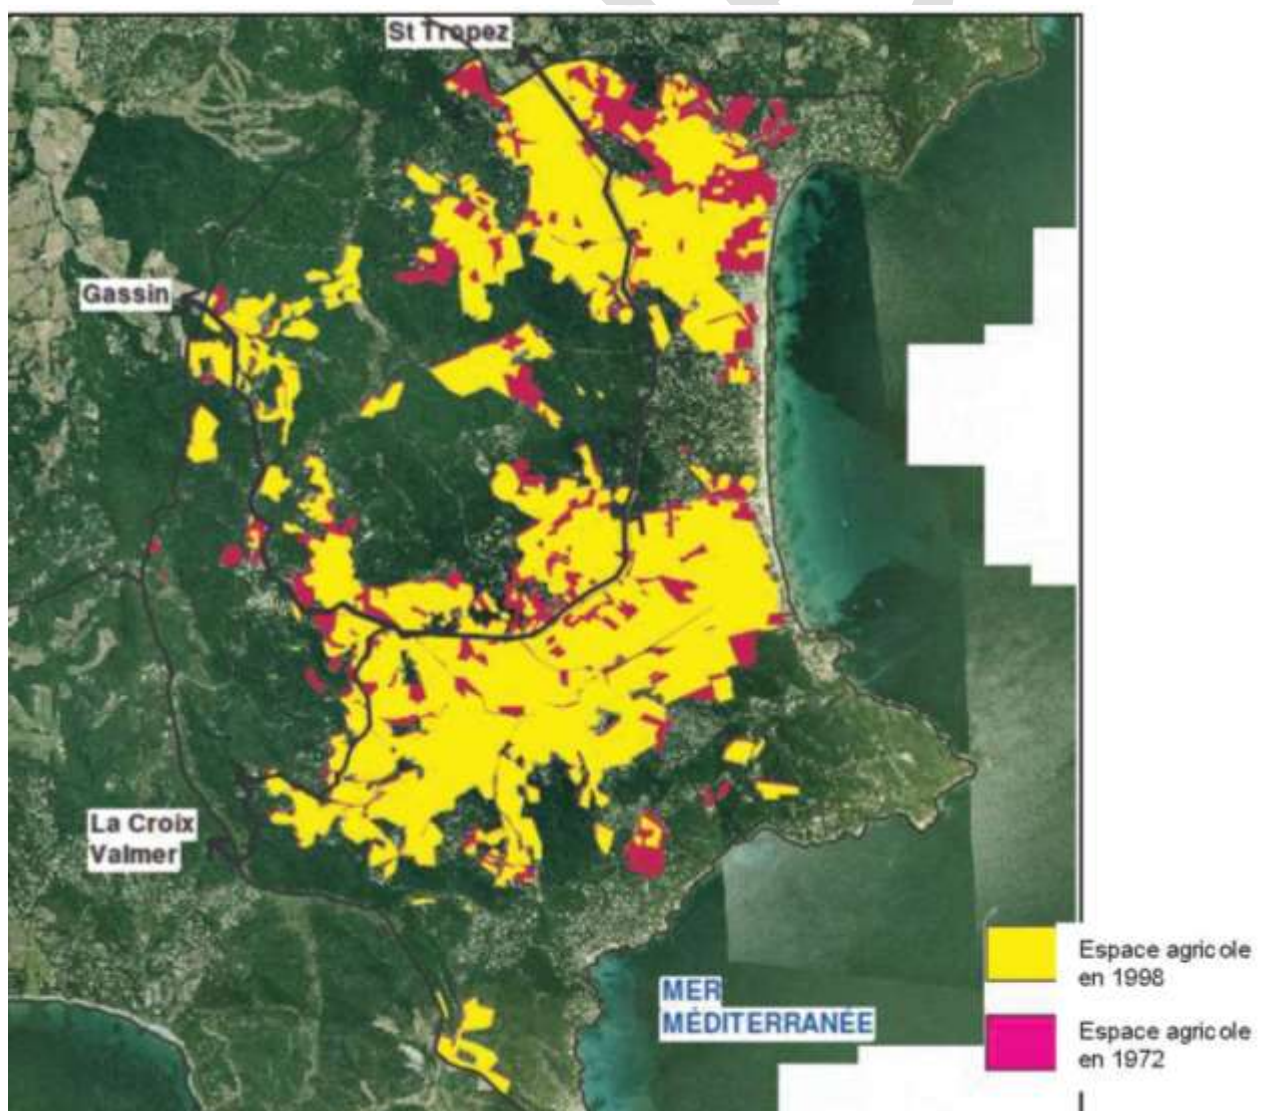 St Tropez
Gassin
La Croix
Valmer
MER
MÉDITERRANÉE
Espace agricole
en 1998
Espace agricole
en 1972